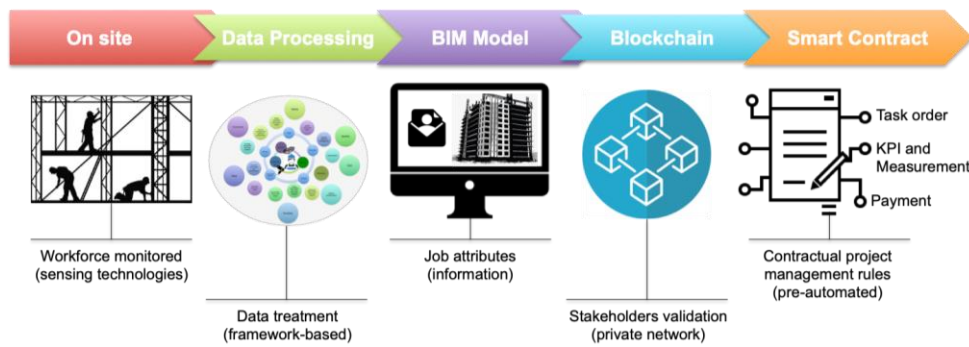 On site
Data Processing
BIM Model
Blockchain
Smart Contract
Task order
KPI and
Measurement
Payment
Workforce monitored
(sensing technologies)
Data treatment
(framework-based)
Job attributes
(information)
Stakeholders validation
(private network)
Contractual project
management rules
(pre-automated)